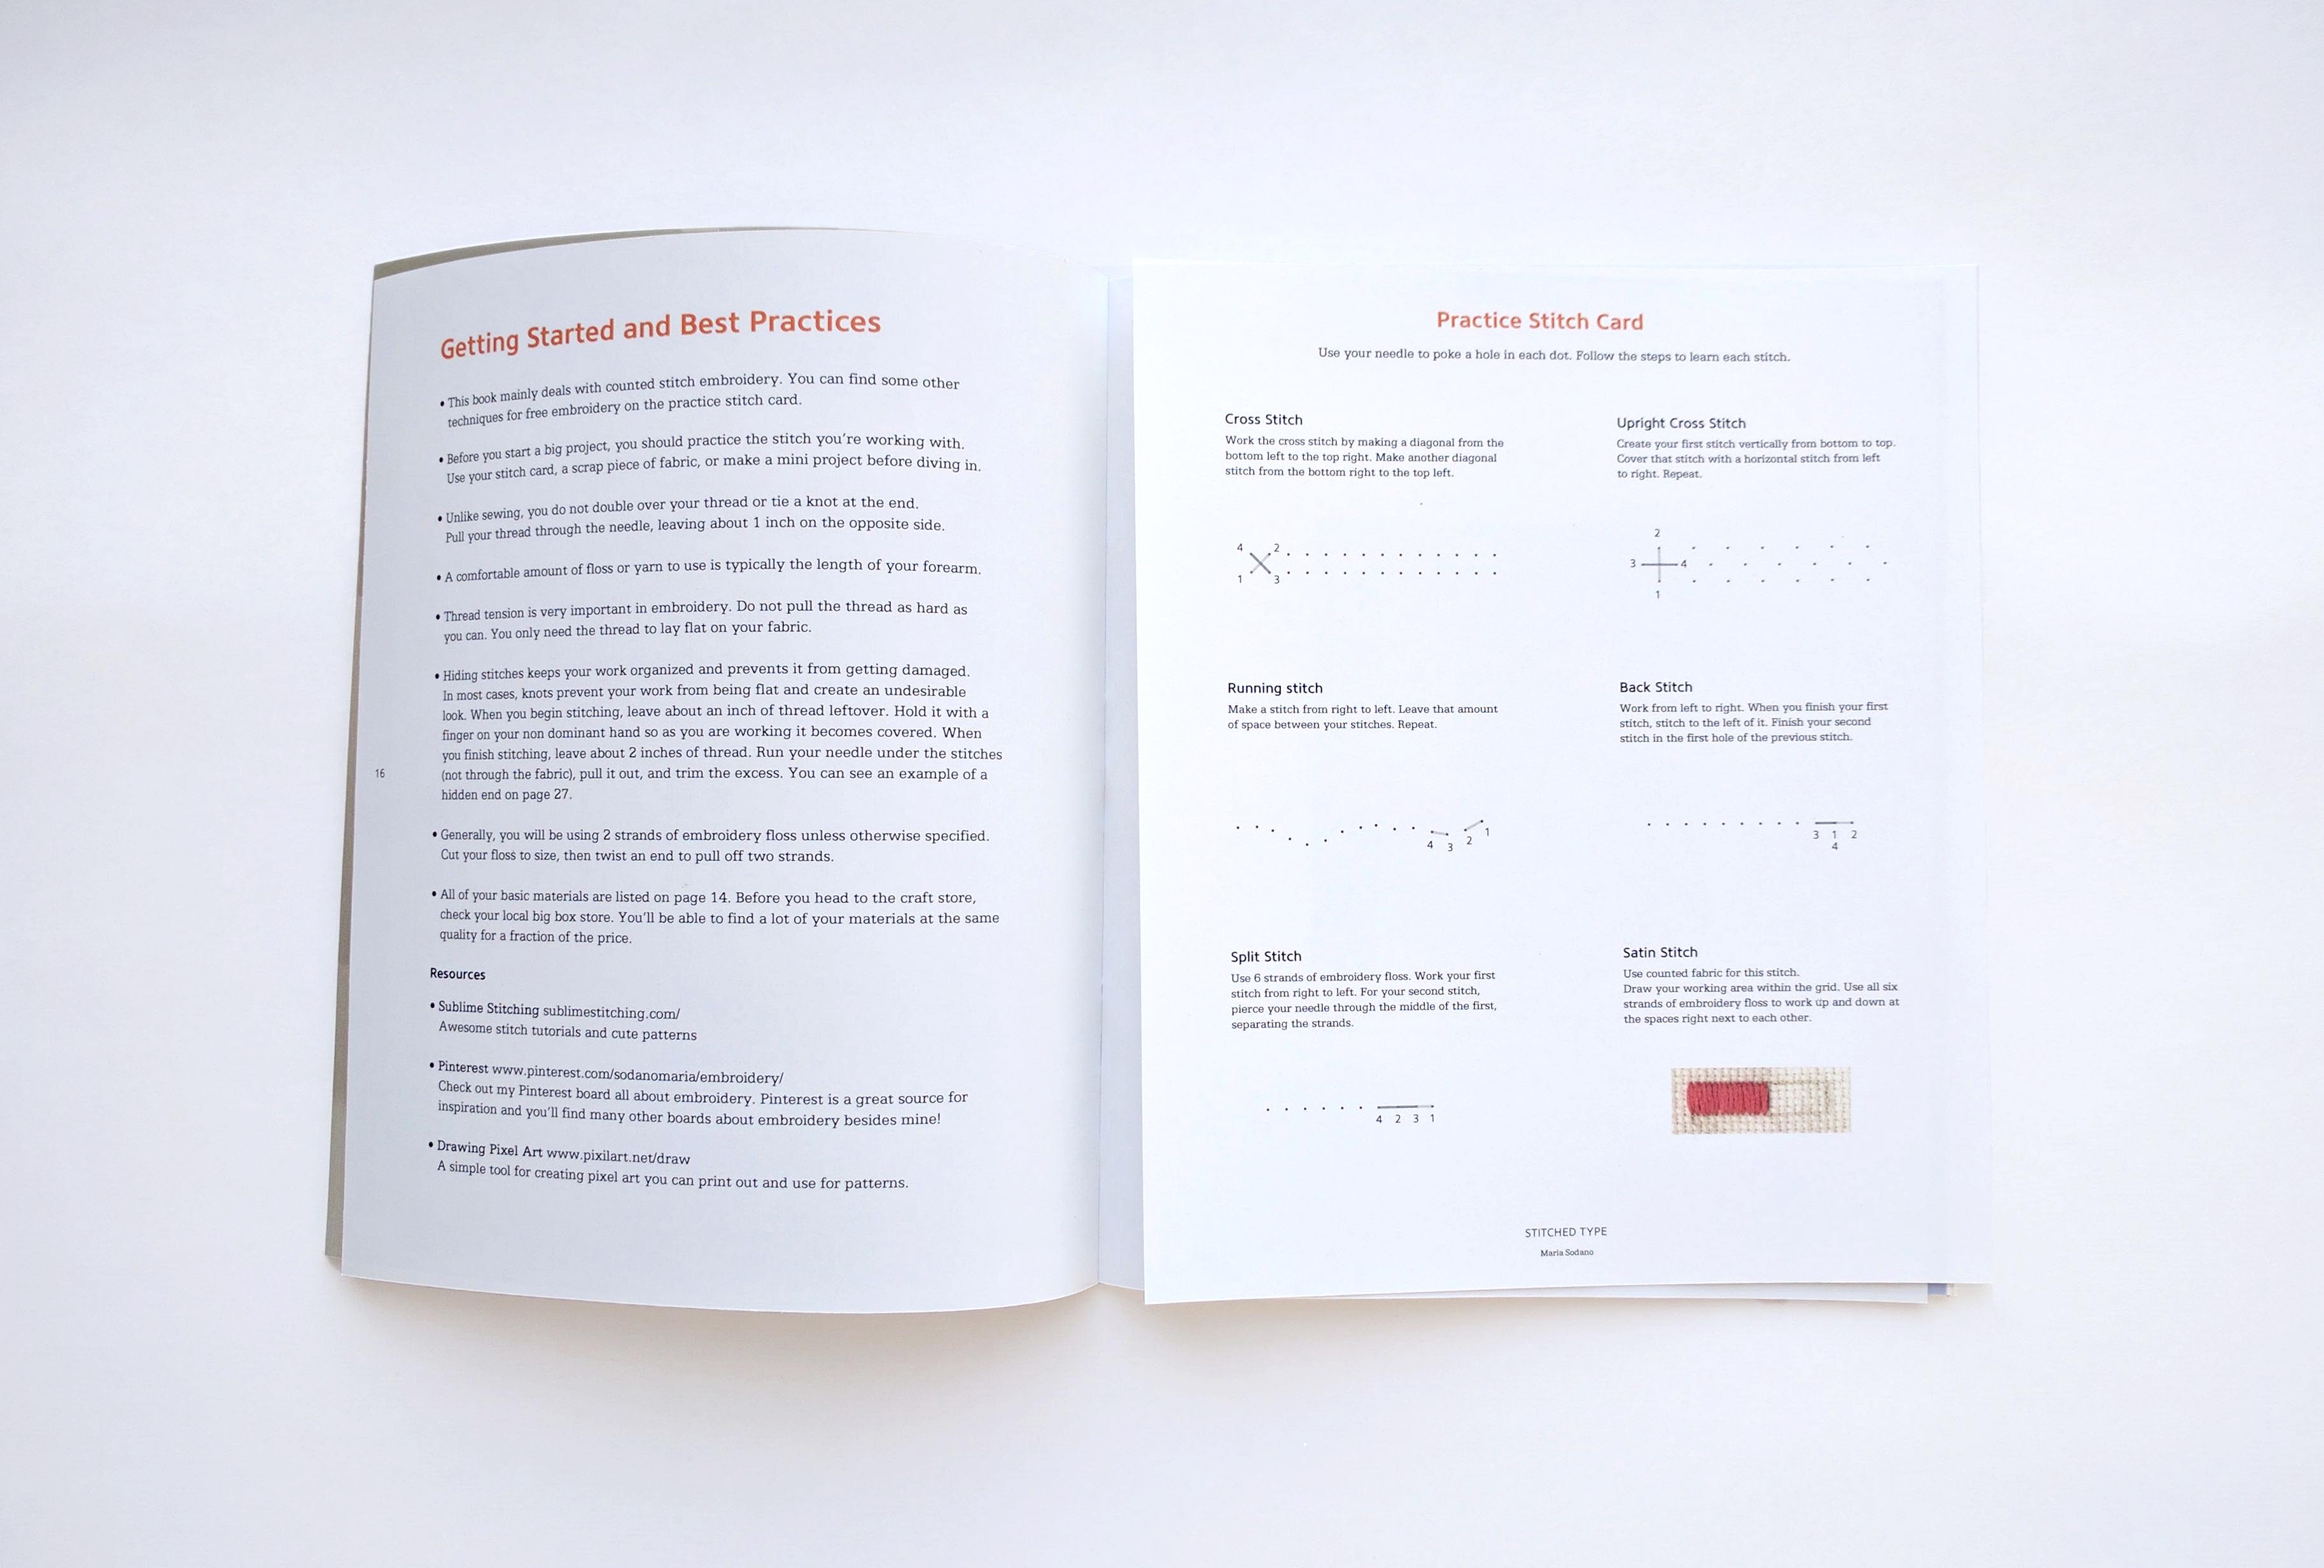 Getting Started and Best Practices
• This book mainly deals with counted stitch embroidery. You can find some other
techniques for free embroidery on the practice stitch card.
• Before you start a big project, you should practice the stitch you're working with.
Use your stitch card, a scrap piece of fabric, or make a mini project before diving in.
• Unlike sewing, you do not double over your thread or tie a knot at the end.
Pull your thread through the needle, leaving about 1 inch on the opposite side.
• A comfortable amount of floss or yarn to use is typically the length of your forearm.
• Thread tension is very important in embroidery. Do not pull the thread as hard as
you can. You only need the thread to lay flat on your fabric.
• Hiding stitches keeps your work organized and prevents it from getting damaged.
In most cases, knots prevent your work from being flat and create an undesirable
look. When you begin stitching, leave about an inch of thread leftover. Hold it with a
finger on your non dominant hand so as you are working it becomes covered. When
you finish stitching, leave about 2 inches of thread. Run your needle under the stitches
(not through the fabric), pull it out, and trim the excess. You can see an example of a
hidden end on page 27.
16
• Generally, you will be using 2 strands of embroidery floss unless otherwise specified.
Cut your floss to size, then twist an end to pull off two strands.
• All of your basic materials are listed on page 14. Before you head to the craft store,
check your local big box store. You'll be able to find a lot of your materials at the same
quality for a fraction of the price.
Resources
• Sublime Stitching sublimestitching.com/
Awesome stitch tutorials and cute patterns
• Pinterest www.pinterest.com/sodanomaria/embroidery/
Check out my Pinterest board all about embroidery. Pinterest is a great source for
inspiration and you'll find many other boards about embroidery besides mine!
• Drawing Pixel Art www.pixilart.net/draw
A simple tool for creating pixel art you can print out and use for patterns.
Practice Stitch Card
Use your needle to poke a hole in each dot. Follow the steps to learn each stitch.
Cross Stitch
Work the cross stitch by making a diagonal from the
bottom left to the top right. Make another diagonal
stitch from the bottom right to the top left.
4 2
1 3
Upright Cross Stitch
Create your first stitch vertically from bottom to top.
Cover that stitch with a horizontal stitch from left
to right. Repeat.
2
3 4
1
Running stitch
Make a stitch from right to left. Leave that amount
of space between your stitches. Repeat.
4 3 2 1
Back Stitch
Work from left to right. When you finish your first
stitch, stitch to the left of it. Finish your second
stitch in the first hole of the previous stitch.
3 1 2
4
Split Stitch
Use 6 strands of embroidery floss. Work your first
stitch from right to left. For your second stitch,
pierce your needle through the middle of the first,
separating the strands.
4 2 3 1
Satin Stitch
Use counted fabric for this stitch.
Draw your working area within the grid. Use all six
strands of embroidery floss to work up and down at
the spaces right next to each other.
STITCHED TYPE
Maria Sodano